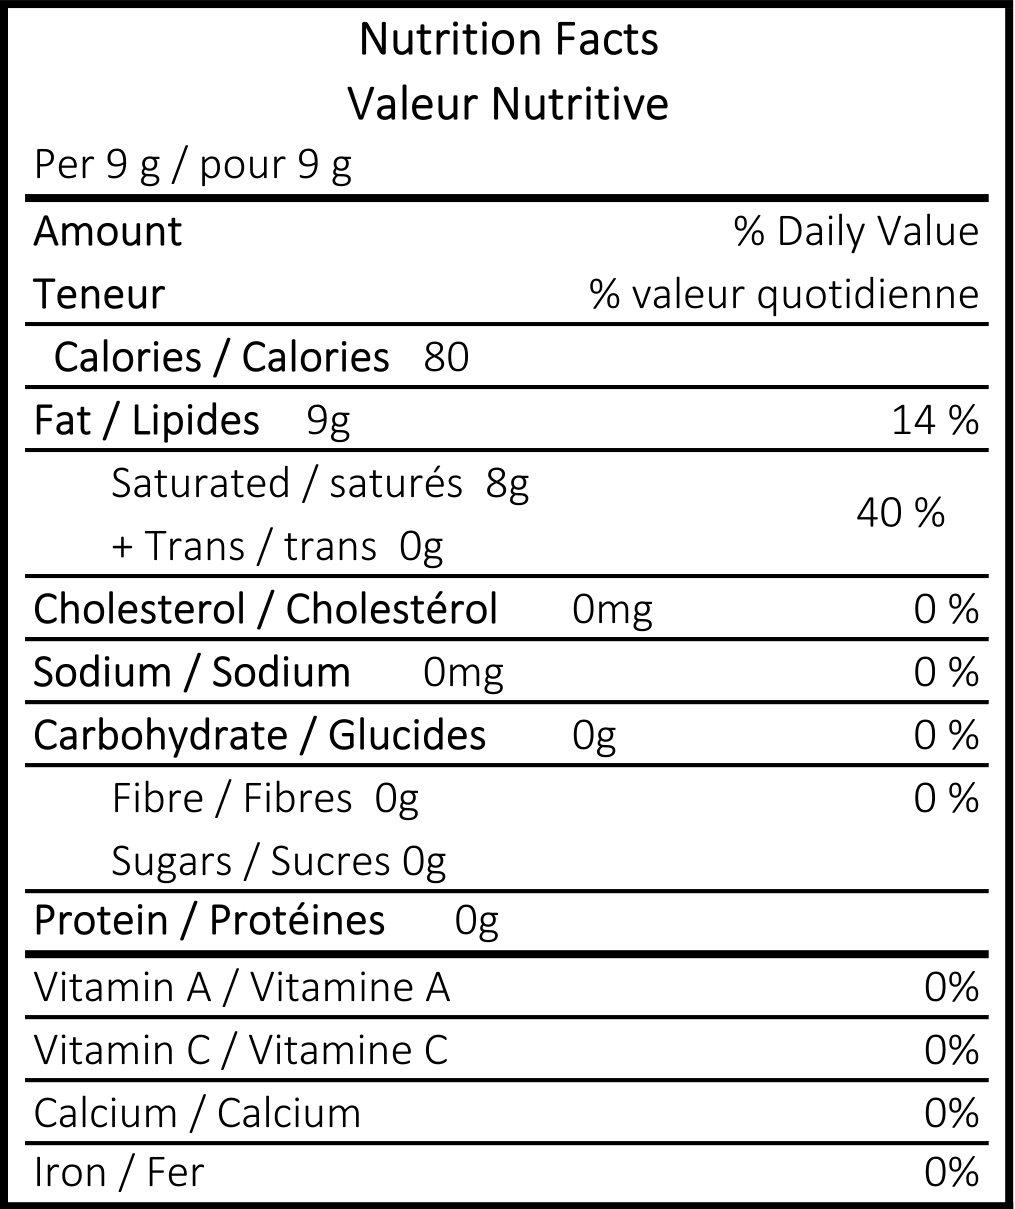 Nutrition Facts
Valeur Nutritive
Per 9 g / pour 9 g
Amount % Daily Value
Teneur % valeur quotidienne
Calories / Calories 80
Fat / Lipides 9g 14 %
Saturated / saturés 8g
40 %
+ Trans / trans 0g
Cholesterol / Cholestérol 0mg 0 %
Sodium / Sodium 0mg 0 %
Carbohydrate / Glucides 0g 0 %
Fibre / Fibres 0g 0 %
Sugars / Sucres 0g
Protein / Protéines 0g
Vitamin A / Vitamine A 0%
Vitamin C / Vitamine C 0%
Calcium / Calcium 0%
Iron / Fer 0%